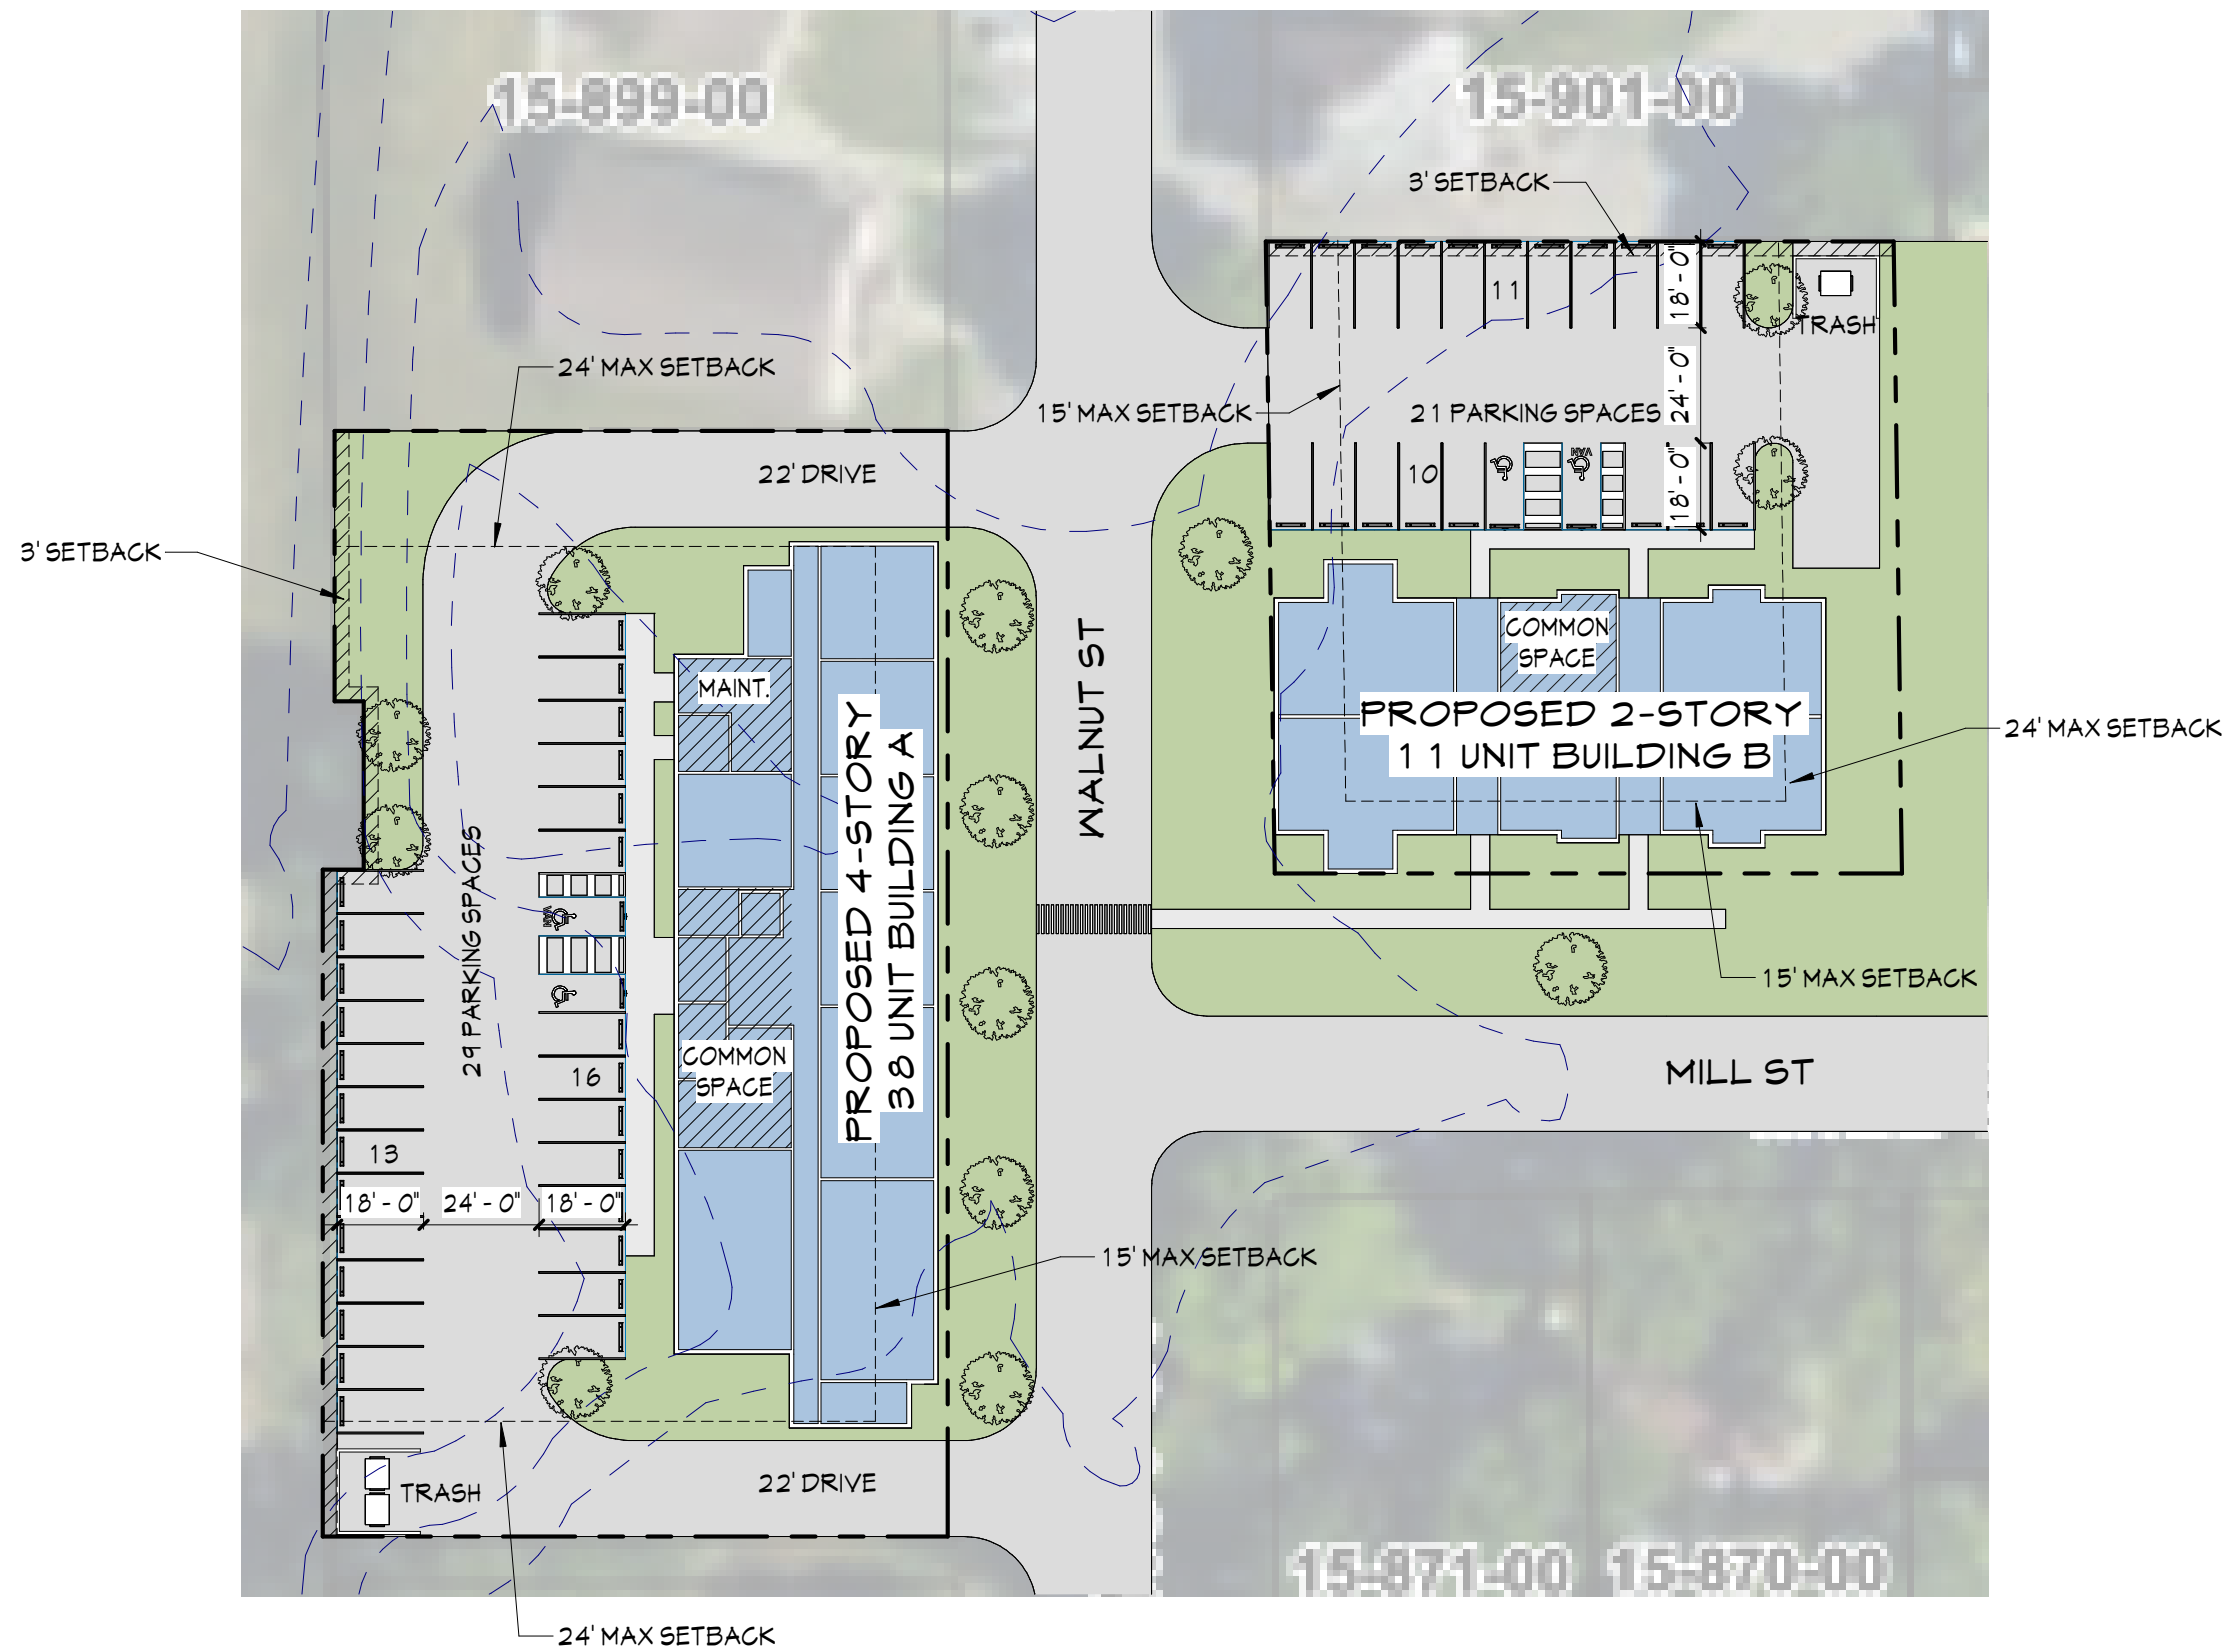 15-899-00
15-901-00
3' SETBACK
18'-0"
11
TRASH
24' MAX SETBACK
15' MAX SETBACK
21 PARKING SPACES
24'-0"
22' DRIVE
10
VAN
18'-0"
3' SETBACK
COMMON
SPACE
MAINT.
WALNUT ST
PROPOSED 2-STORY
11 UNIT BUILDING B
24' MAX SETBACK
PROPOSED 4-STORY
38 UNIT BUILDING A
29 PARKING SPACES
VAN
15' MAX SETBACK
16
COMMON
SPACE
MILL ST
13
18'-0"
24'-0"
18'-0"
15' MAX SETBACK
TRASH
22' DRIVE
15-871-00
15-870-00
24' MAX SETBACK